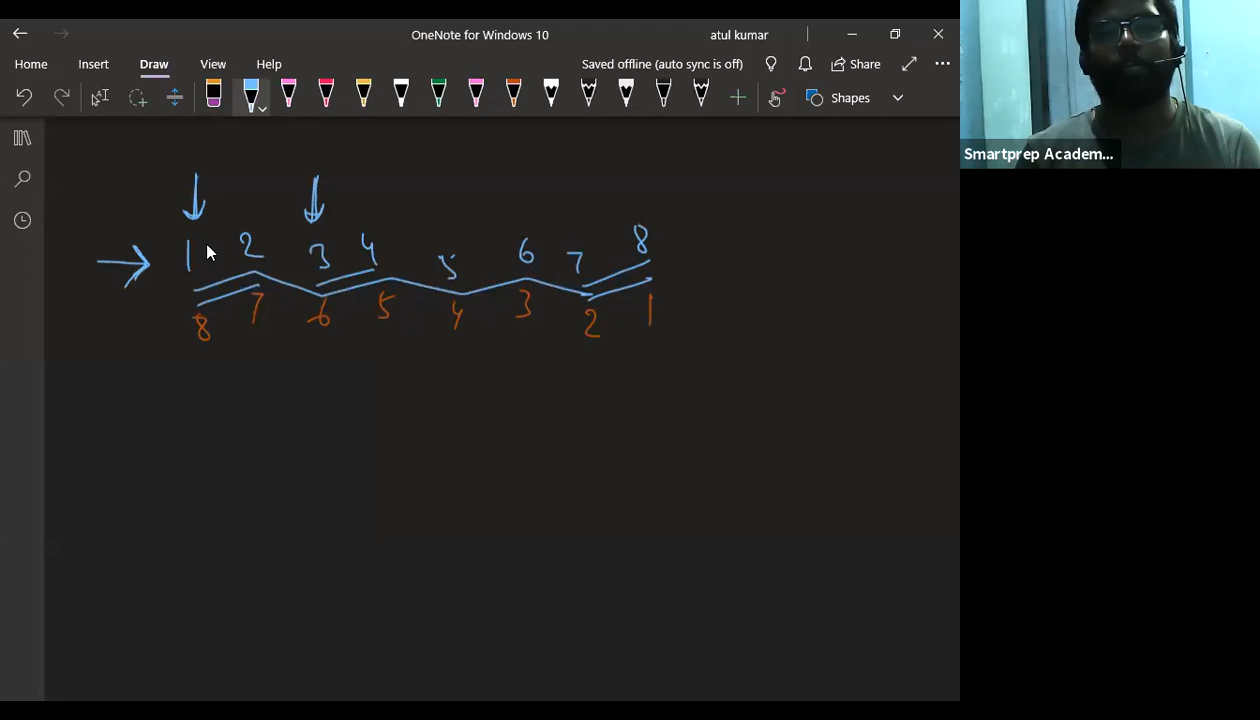 OneNote for Windows 10
atul kumar
Home Insert Draw View Help
Saved offline (auto sync is off)
Share
Shapes
Smartprep Academ...
1 2 3 4 5 6 7 8
8 7 6 5 4 3 2 1